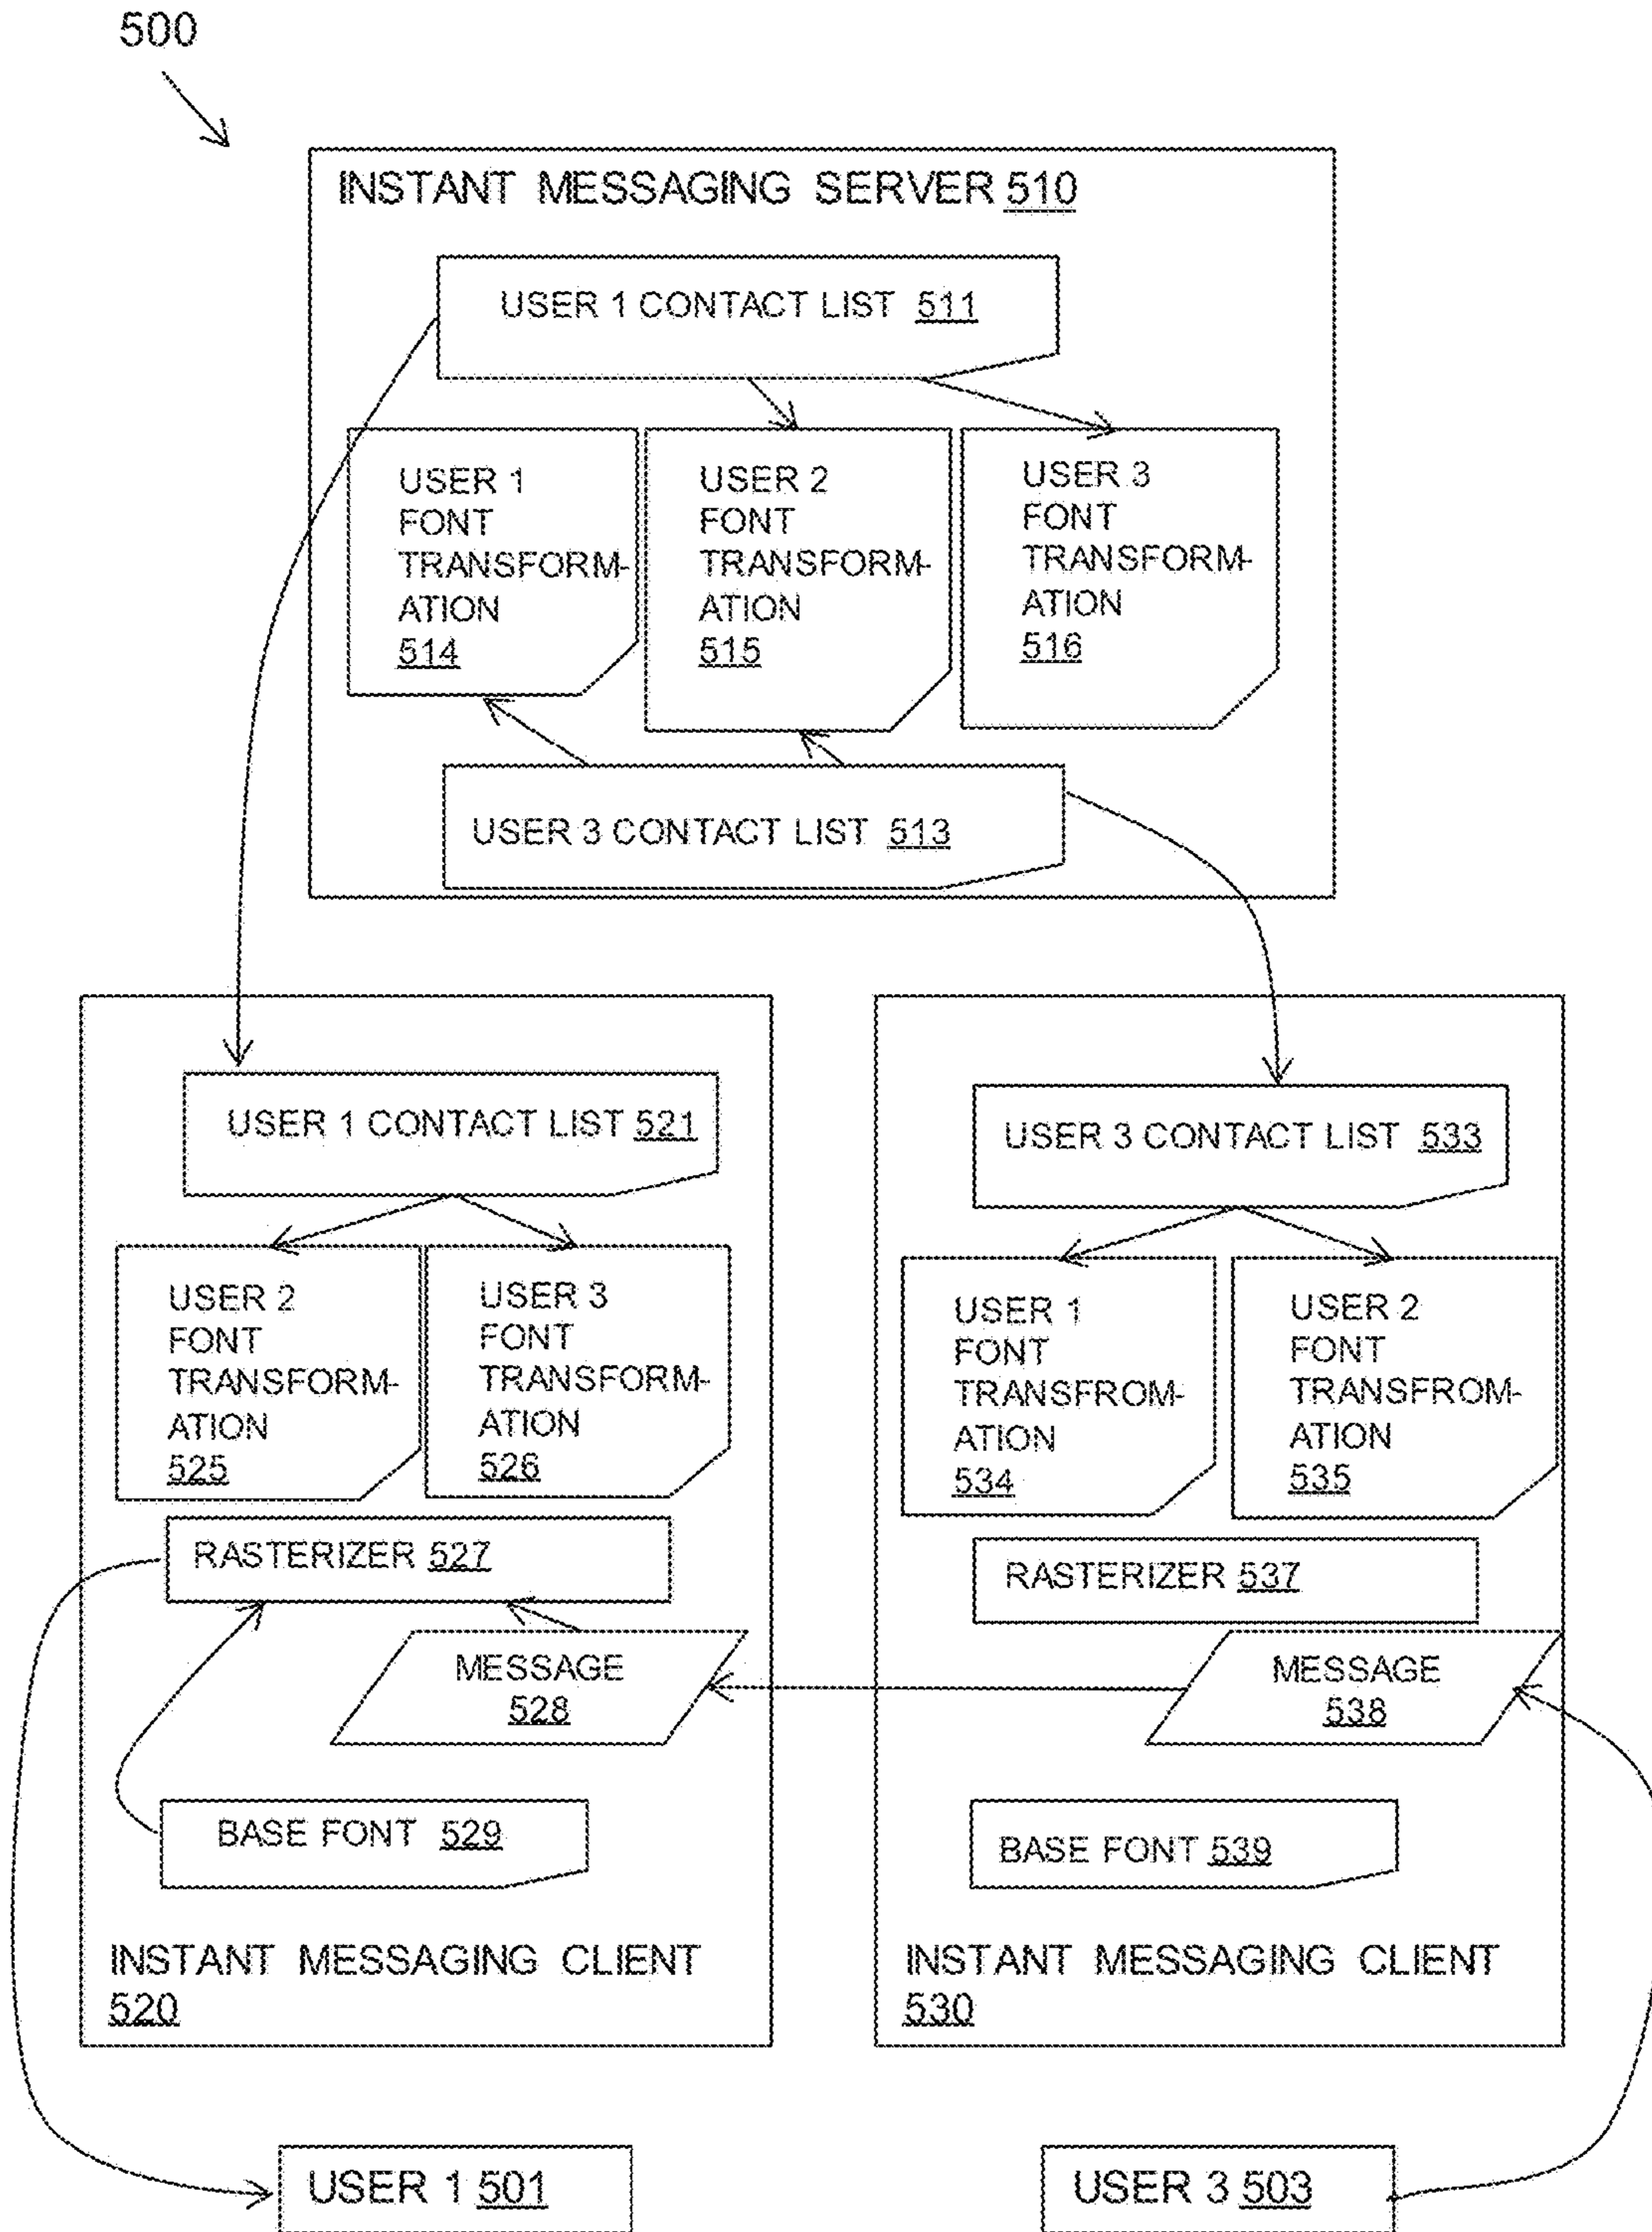 500
INSTANT MESSAGING SERVER 510
USER 1 CONTACT LIST 511
USER 1
FONT
TRANSFORM-
ATION
514
USER 2
FONT
TRANSFORM-
ATION
515
USER 3
FONT
TRANSFORM-
ATION
516
USER 3 CONTACT LIST 513
USER 1 CONTACT LIST 521
USER 2
FONT
TRANSFORM-
ATION
525
USER 3
FONT
TRANSFORM-
ATION
526
RASTERIZER 527
MESSAGE
528
BASE FONT 529
INSTANT MESSAGING CLIENT
520
USER 3 CONTACT LIST 533
USER 1
FONT
TRANSFROM-
ATION
534
USER 2
FONT
TRANSFROM-
ATION
535
RASTERIZER 537
MESSAGE
538
BASE FONT 539
INSTANT MESSAGING CLIENT
530
USER 1 501
USER 3 503